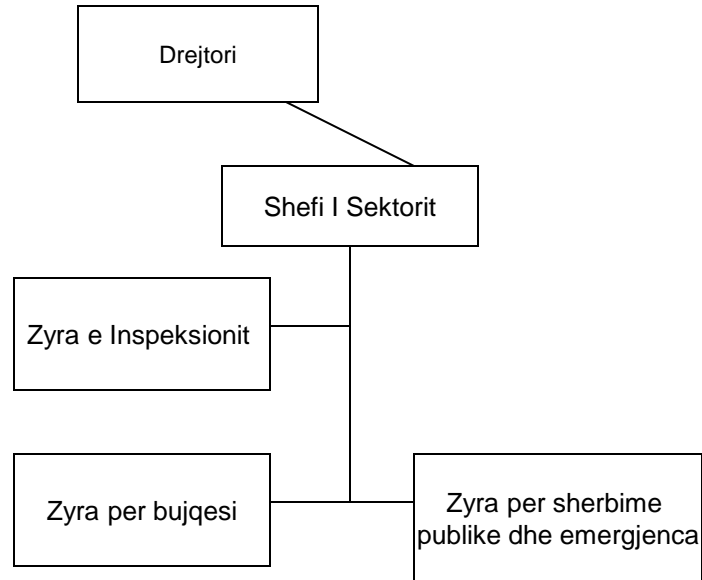 Drejtori
Shefi I Sektorit
Zyra e Inspeksionit
Zyra per bujqesi
Zyra per sherbime
publike dhe emergjenca